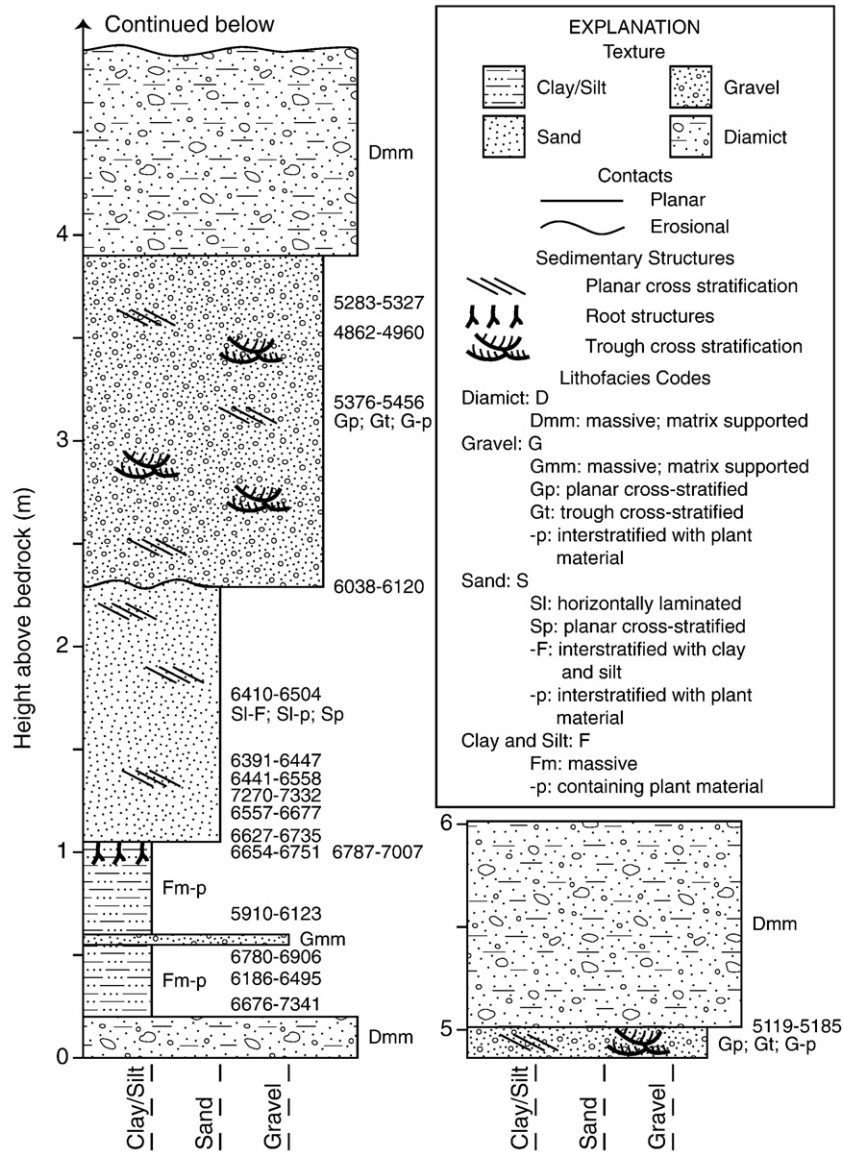 Continued below
Dmm
4
5283-5327
4862-4960
5376-5456
Gp; Gt; G-p
3
6038-6120
2
6410-6504
Sl-F; Sl-p; Sp
6391-6447
6441-6558
7270-7332
6557-6677
6627-6735
1
6654-6751 6787-7007
Fm-p
5910-6123
Gmm
6780-6906
Fm-p
6186-6495
6676-7341
Dmm
0
Height above bedrock (m)
Clay/Silt
Sand
Gravel
EXPLANATION
Texture
Clay/Silt
Gravel
Sand
Diamict
Contacts
Planar
Erosional
Sedimentary Structures
Planar cross stratification
Root structures
Trough cross stratification
Lithofacies Codes
Diamict: D
Dmm: massive; matrix supported
Gravel: G
Gmm: massive; matrix supported
Gp: planar cross-stratified
Gt: trough cross-stratified
-p: interstratified with plant
material
Sand: S
Sl: horizontally laminated
Sp: planar cross-stratified
-F: interstratified with clay
and silt
-p: interstratified with plant
material
Clay and Silt: F
Fm: massive
-p: containing plant material
6
Dmm
5
5119-5185
Gp; Gt; G-p
Clay/Silt
Sand
Gravel